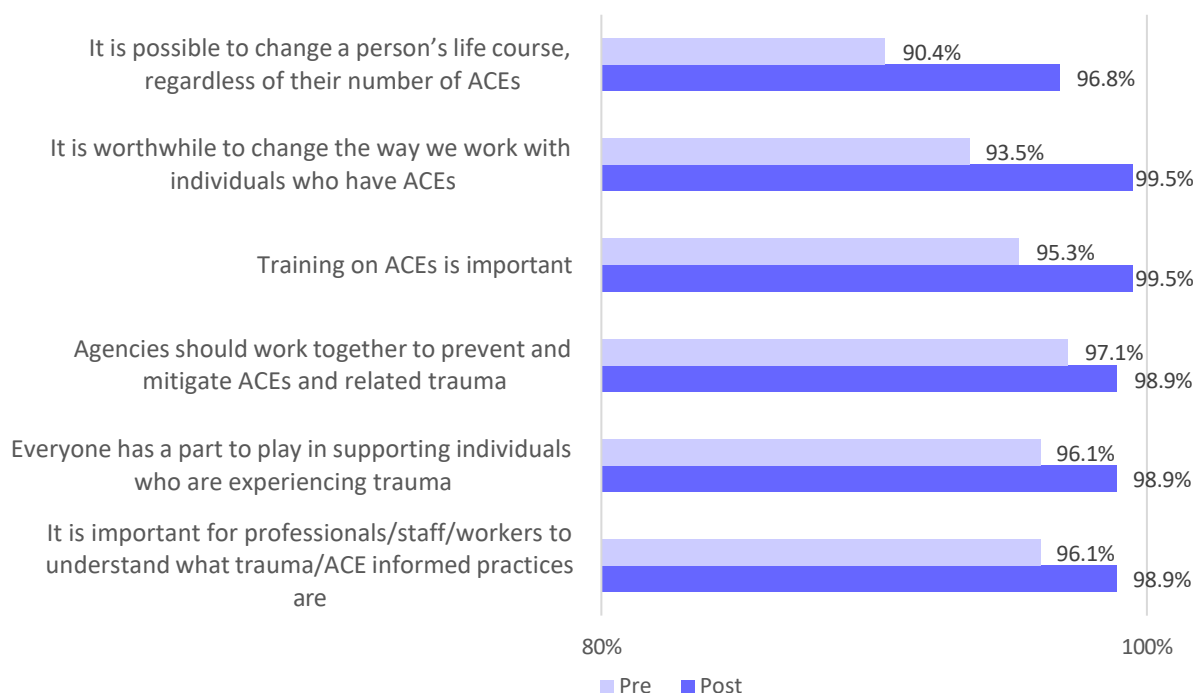 It is possible to change a person’s life course,
regardless of their number of ACEs
90.4%
96.8%
It is worthwhile to change the way we work with
individuals who have ACEs
93.5%
99.5%
Training on ACEs is important
95.3%
99.5%
Agencies should work together to prevent and
mitigate ACEs and related trauma
97.1%
98.9%
Everyone has a part to play in supporting individuals
who are experiencing trauma
96.1%
98.9%
It is important for professionals/staff/workers to
understand what trauma/ACE informed practices
are
96.1%
98.9%
80% 100%
Pre Post